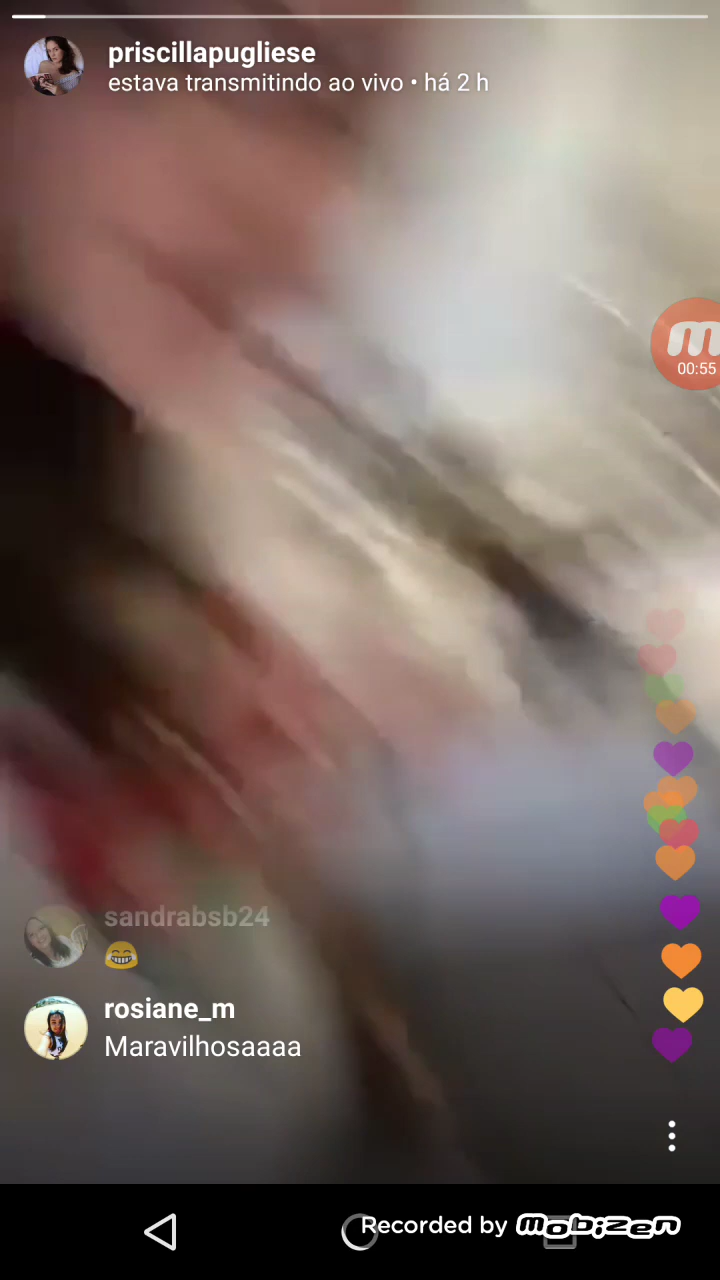 priscillapugliese
estava transmitindo ao vivo • há 2 h
m
00:55
sandrabsb24
😂
rosiane_m
Maravilhosaaaa
Recorded by mobizen